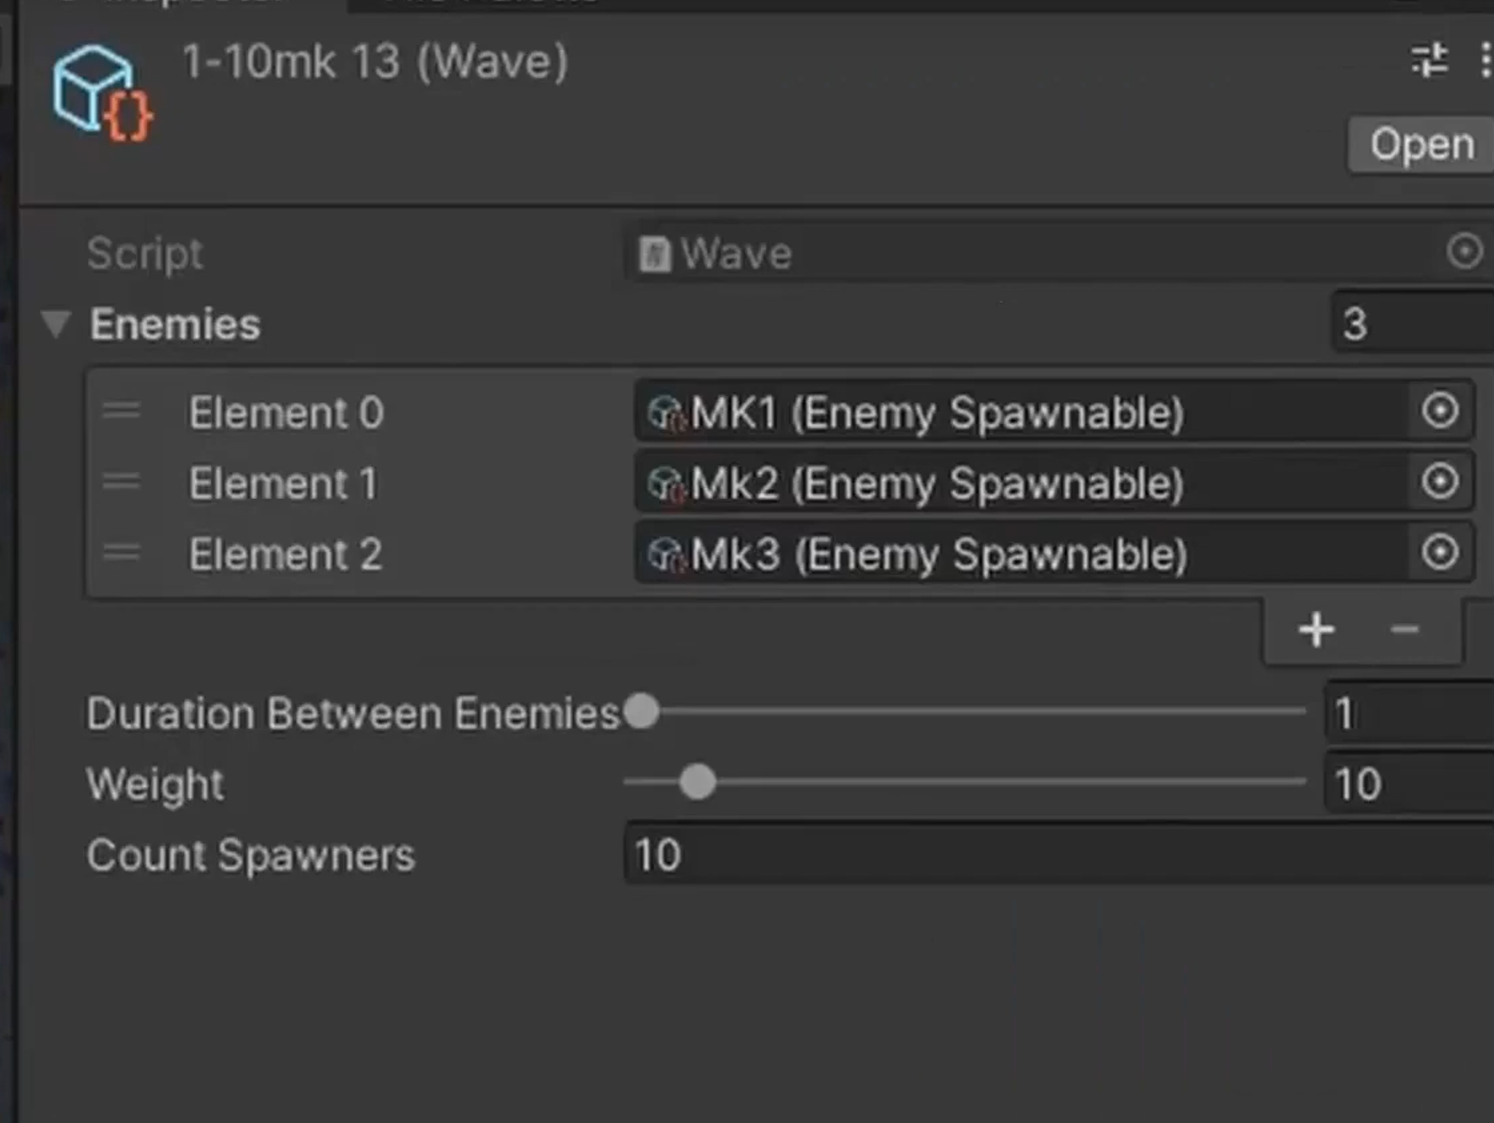 1-10mk 13 (Wave)
Open
Script Wave
Enemies 3
Element 0 MK1 (Enemy Spawnable)
Element 1 Mk2 (Enemy Spawnable)
Element 2 Mk3 (Enemy Spawnable)
Duration Between Enemies 1
Weight 10
Count Spawners 10